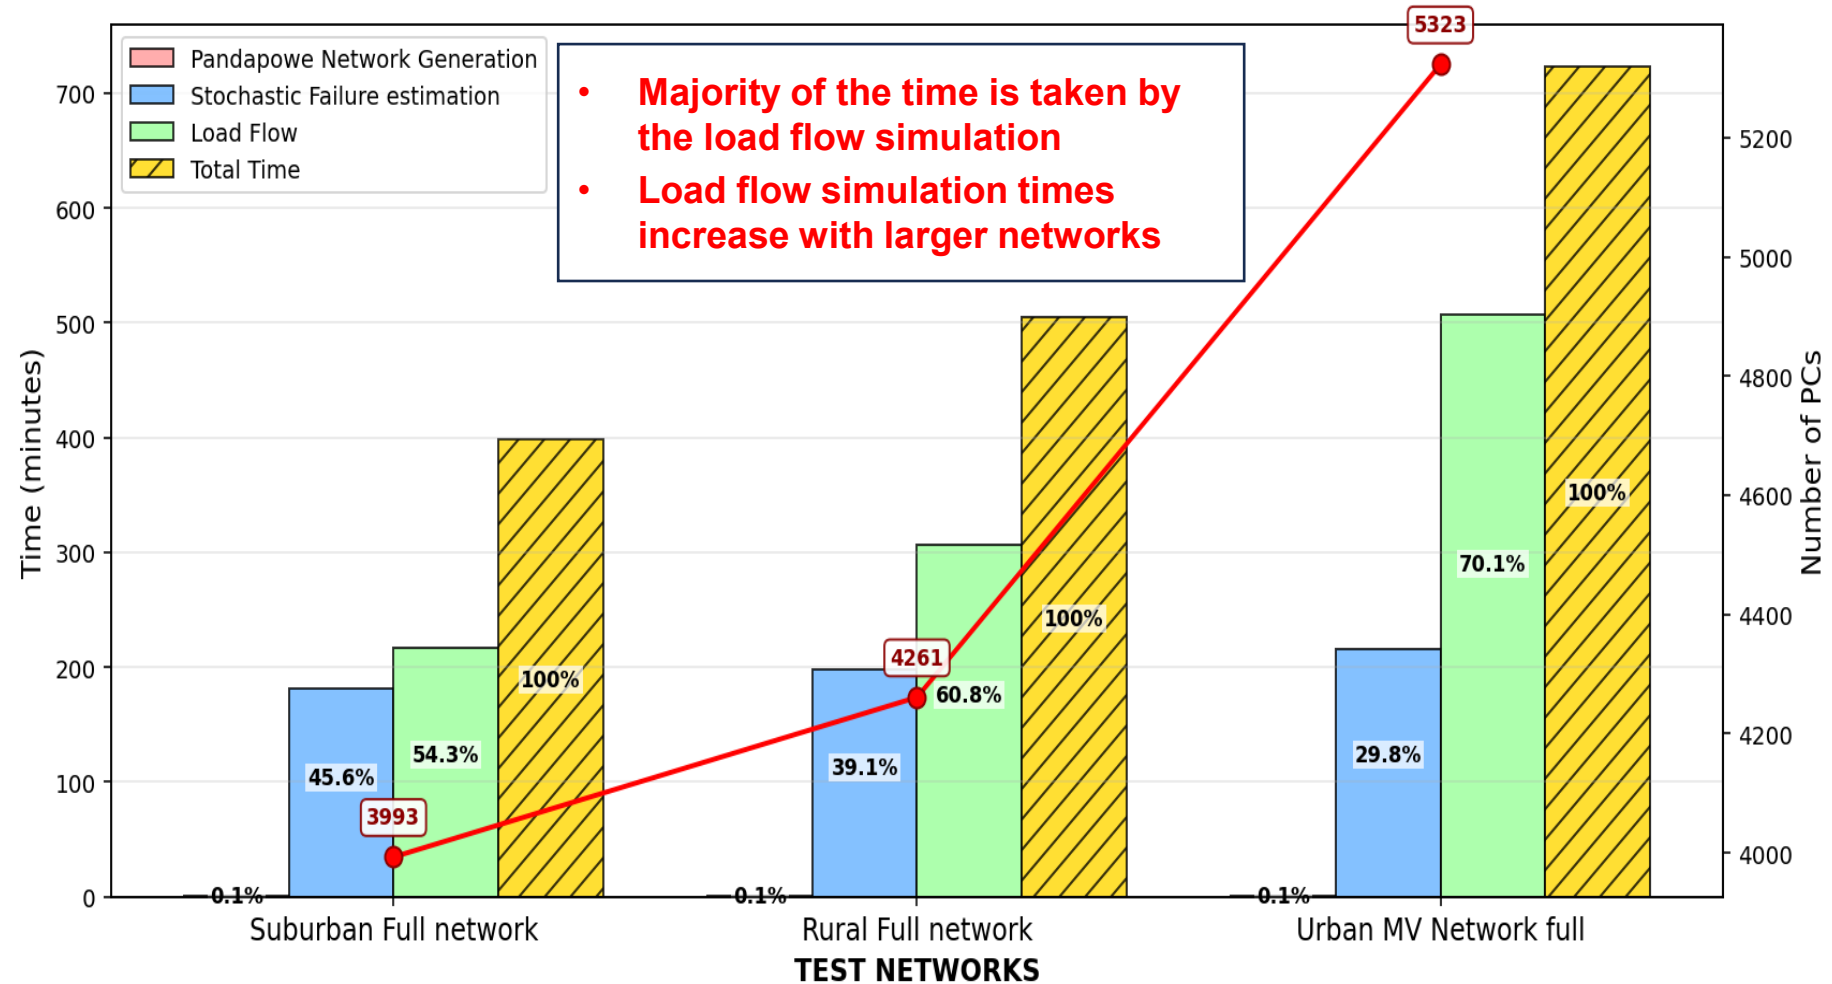 5323
Pandapowe Network Generation
Stochastic Failure estimation
Load Flow
Total Time
• Majority of the time is taken by
the load flow simulation
• Load flow simulation times
increase with larger networks
Time (minutes)
700
600
500
400
300
200
100
0
5200
5000
4800
4600
4400
4200
4000
Number of PCs
0.1%
45.6%
3993
54.3%
100%
0.1%
39.1%
4261
60.8%
100%
0.1%
29.8%
70.1%
100%
Suburban Full network
Rural Full network
Urban MV Network full
TEST NETWORKS